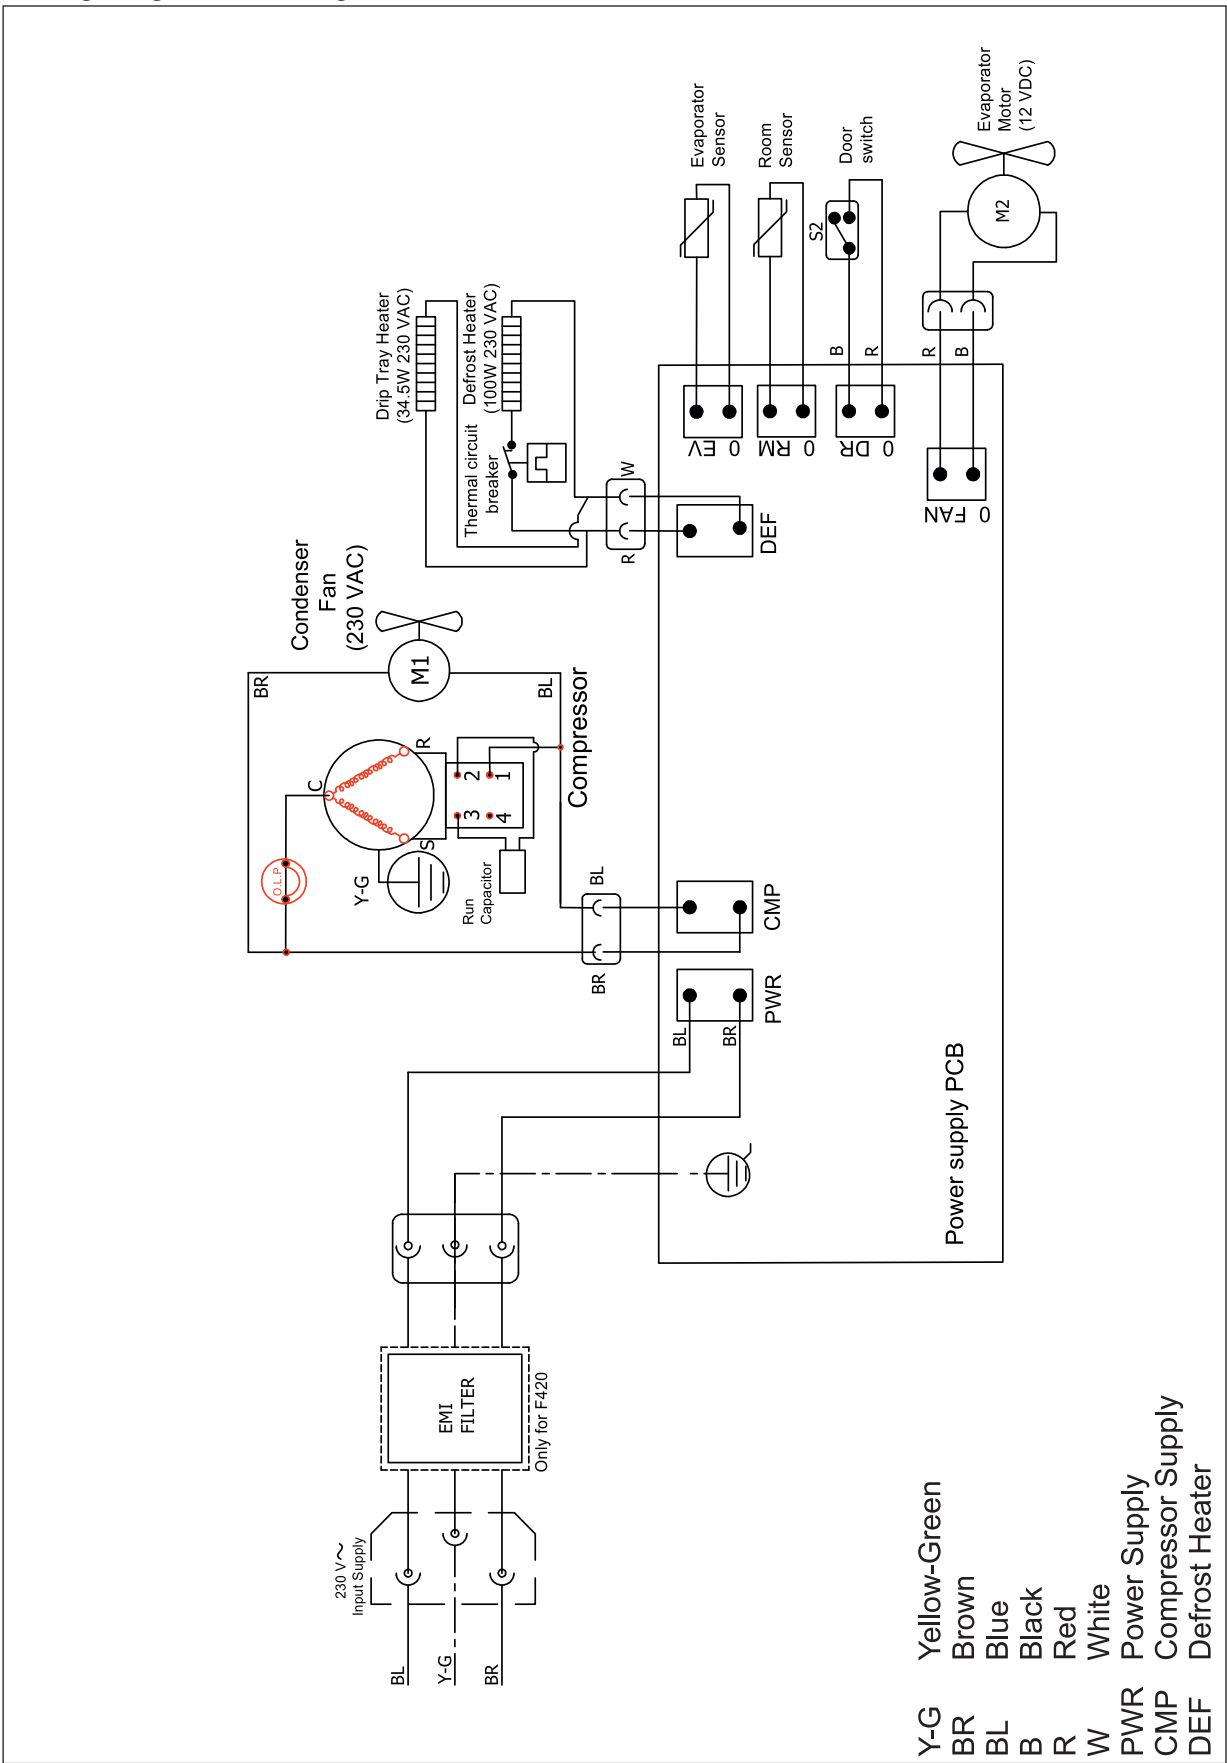 Evaporator
Sensor
Room
Sensor
Door
switch
Evaporator
Motor
(12 VDC)
S2
M2
B
R
R
B
0 EV
0 RM
0 DR
0 FAN
Drip Tray Heater
(34.5W 230 VAC)
Defrost Heater
(100W 230 VAC)
Thermal circuit
breaker
W
R
DEF
Condenser
Fan
(230 VAC)
M1
BR
BL
Compressor
C
R
S
2
1
3
4
O.L.P
Y-G
Run
Capacitor
BL
BR
CMP
PWR
BL
BR
Power supply PCB
EMI
FILTER
Only for F420
230 V~
Input Supply
BL
Y-G
BR
Y-G Yellow-Green
BR Brown
BL Blue
B Black
R Red
W White
PWR Power Supply
CMP Compressor Supply
DEF Defrost Heater